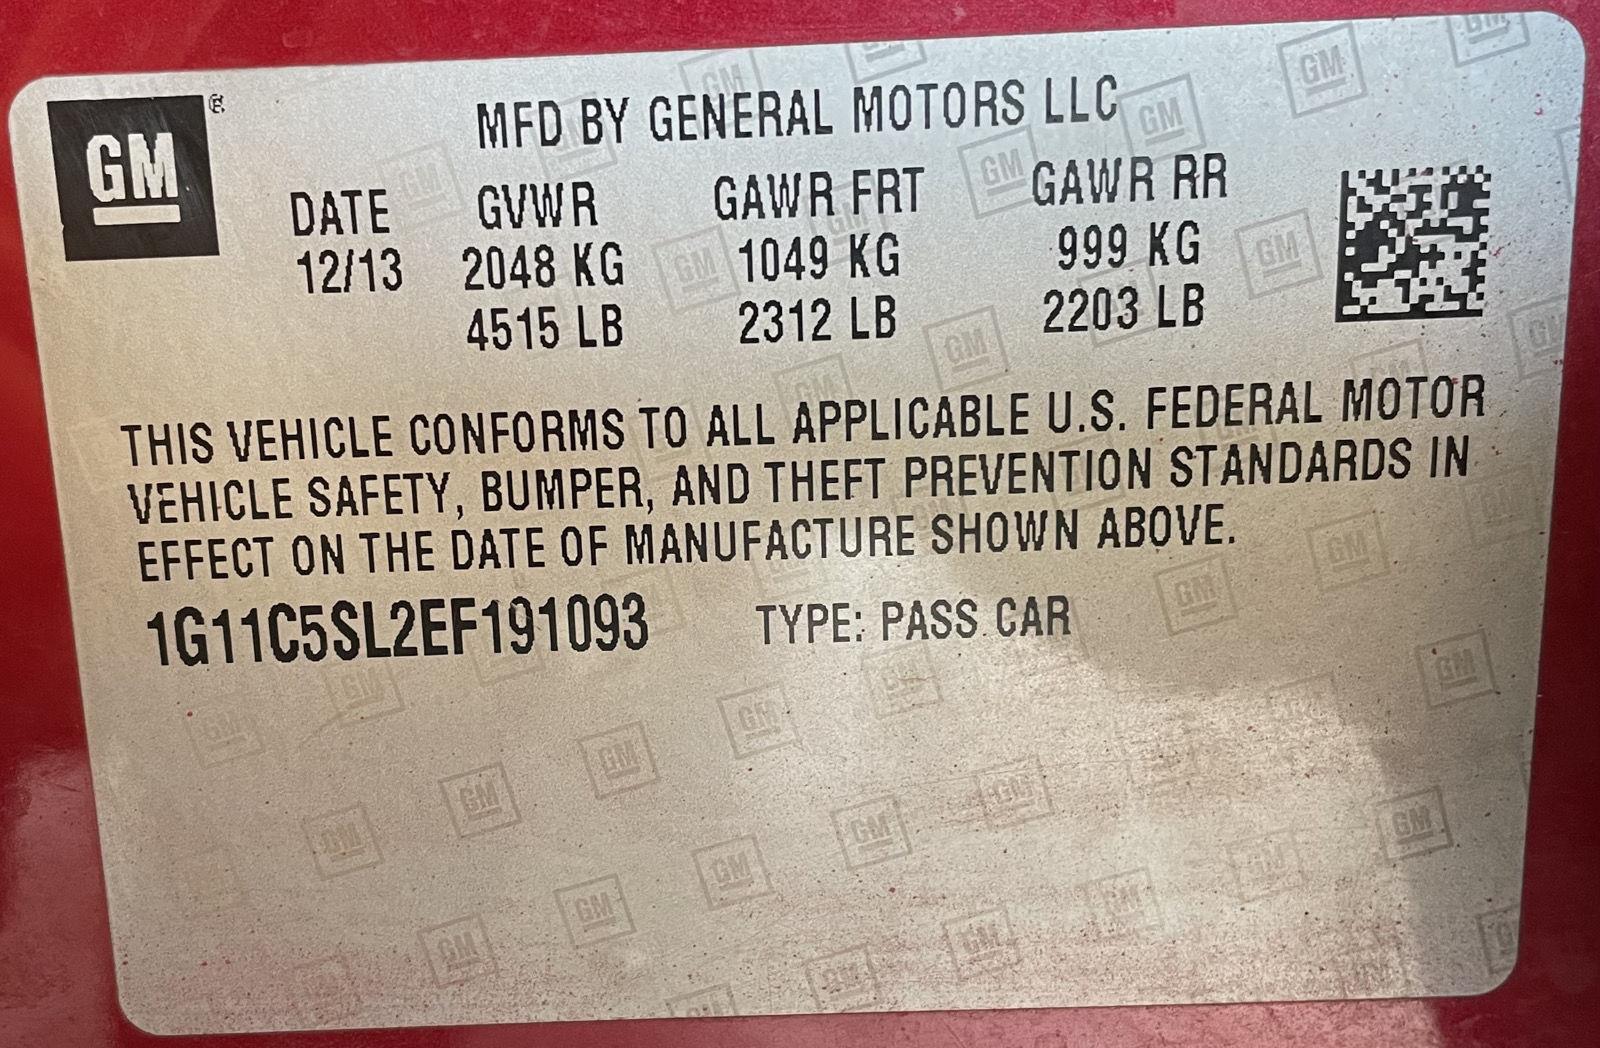 GM ®
MFD BY GENERAL MOTORS LLC
DATE GVWR GAWR FRT GAWR RR
12/13 2048 KG 1049 KG 999 KG
4515 LB 2312 LB 2203 LB
THIS VEHICLE CONFORMS TO ALL APPLICABLE U.S. FEDERAL MOTOR
VEHICLE SAFETY, BUMPER, AND THEFT PREVENTION STANDARDS IN
EFFECT ON THE DATE OF MANUFACTURE SHOWN ABOVE.
1G11C5SL2EF191093 TYPE: PASS CAR